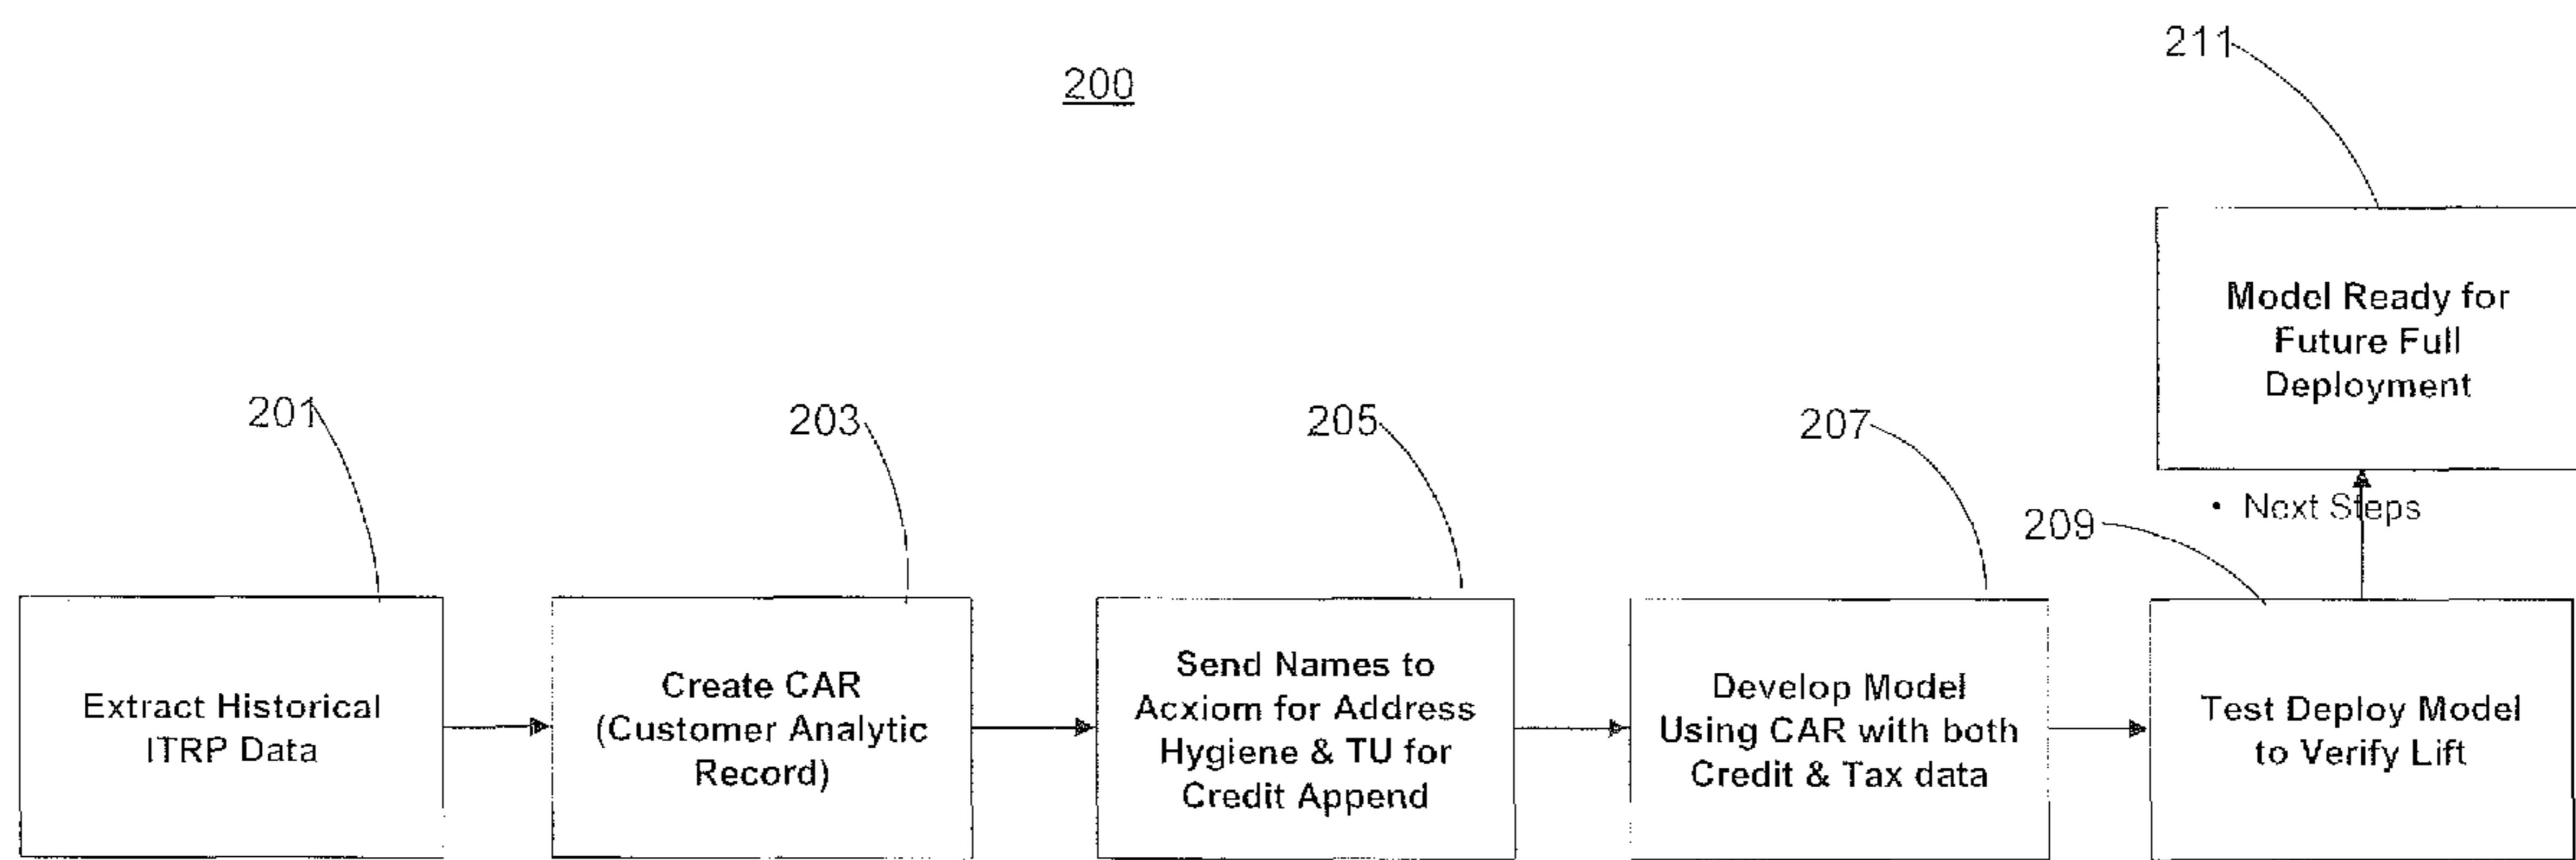 200
211
Model Ready for
Future Full
Deployment
• Next Steps
201
203
205
207
209
Extract Historical
ITRP Data
Create CAR
(Customer Analytic
Record)
Send Names to
Acxiom for Address
Hygiene & TU for
Credit Append
Develop Model
Using CAR with both
Credit & Tax data
Test Deploy Model
to Verify Lift